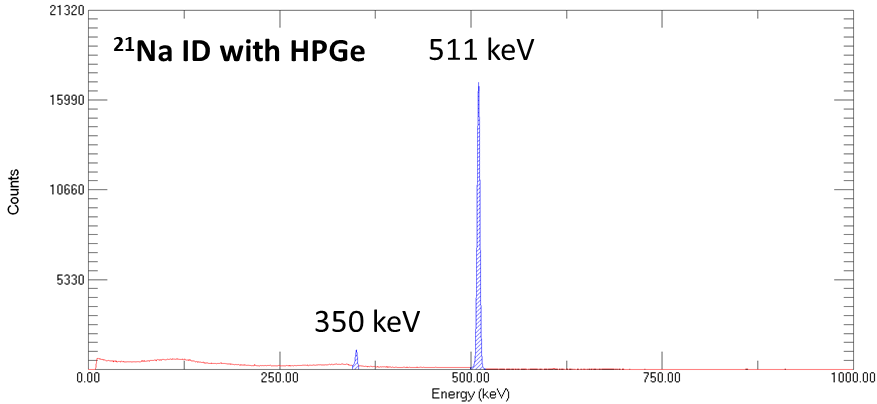 21320
²¹Na ID with HPGe
511 keV
15990
10660
Counts
5330
350 keV
0.00
250.00
500.00
750.00
1000.00
Energy (keV)